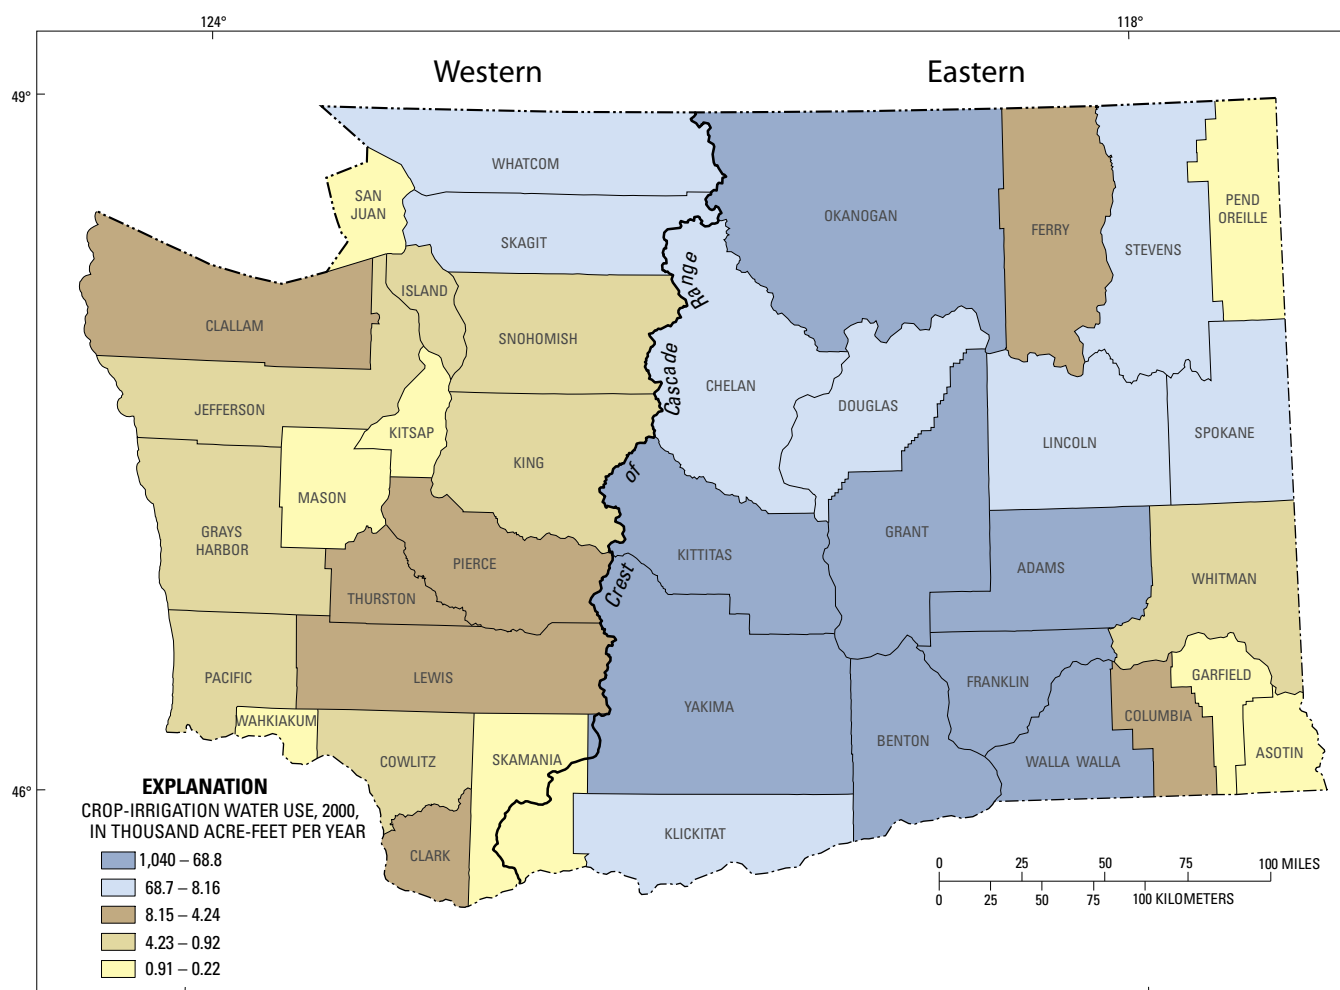 124°
118°
Western
Eastern
49°
WHATCOM
SAN
JUAN
SKAGIT
OKANOGAN
FERRY
STEVENS
PEND
OREILLE
ISLAND
CLALLAM
SNOHOMISH
Crest of Cascade Range
CHELAN
DOUGLAS
JEFFERSON
KITSAP
LINCOLN
SPOKANE
KING
MASON
GRAYS
HARBOR
GRANT
KITTITAS
ADAMS
PIERCE
WHITMAN
THURSTON
PACIFIC
LEWIS
GARFIELD
FRANKLIN
YAKIMA
COLUMBIA
WAHKIAKUM
BENTON
ASOTIN
COWLITZ
SKAMANIA
WALLA WALLA
46°
KLICKITAT
CLARK
EXPLANATION
CROP-IRRIGATION WATER USE, 2000,
IN THOUSAND ACRE-FEET PER YEAR
1,040 – 68.8
68.7 – 8.16
8.15 – 4.24
4.23 – 0.92
0.91 – 0.22
0 25 50 75 100 MILES
0 25 50 75 100 KILOMETERS